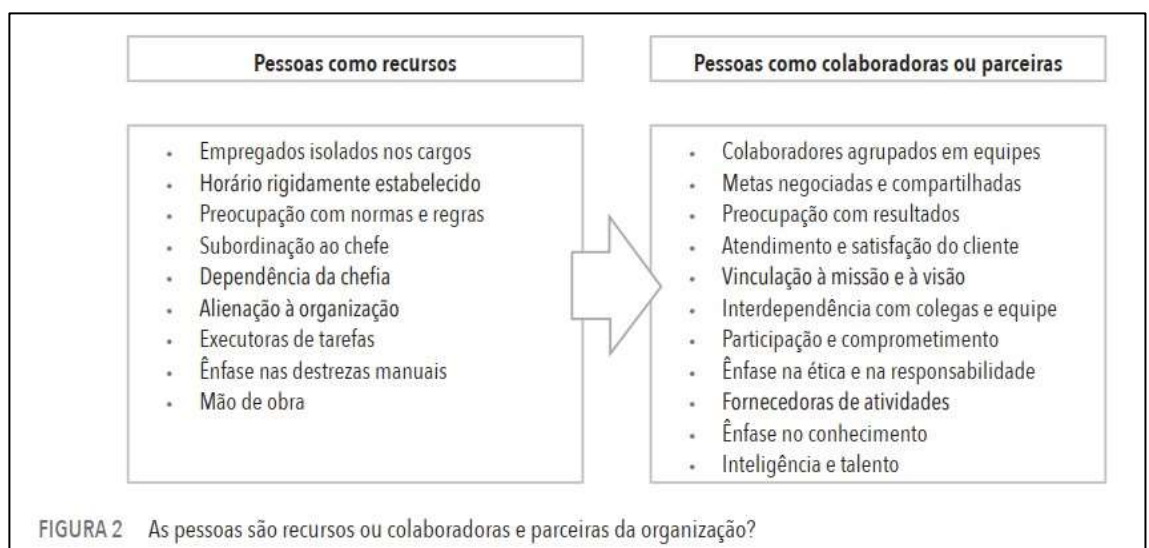 Pessoas como recursos
• Empregados isolados nos cargos
• Horário rigidamente estabelecido
• Preocupação com normas e regras
• Subordinação ao chefe
• Dependência da chefia
• Alienação à organização
• Executoras de tarefas
• Ênfase nas destrezas manuais
• Mão de obra
Pessoas como colaboradoras ou parceiras
• Colaboradores agrupados em equipes
• Metas negociadas e compartilhadas
• Preocupação com resultados
• Atendimento e satisfação do cliente
• Vinculação à missão e à visão
• Interdependência com colegas e equipe
• Participação e comprometimento
• Ênfase na ética e na responsabilidade
• Fornecedoras de atividades
• Ênfase no conhecimento
• Inteligência e talento
FIGURA 2 As pessoas são recursos ou colaboradoras e parceiras da organização?